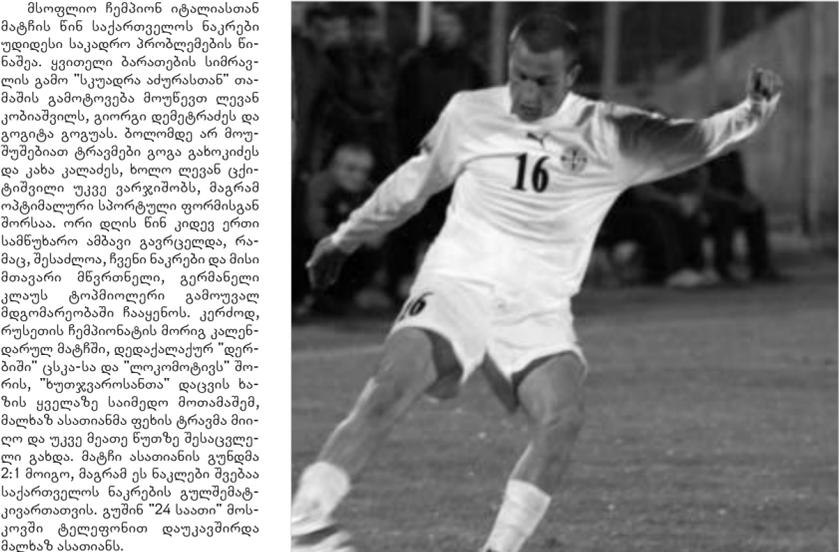 მსოფლიო ჩემპიონ იტალიასთან
მატჩის წინ საქართველოს ნაკრები
უდიდესი საკადრო პრობლემების წი-
ნაშეა. ყვითელი ბარათების სიმრავ-
ლის გამო "სკუადრა აძურასთან" თა-
მაშის გამოტოვება მოუწევთ ლევან
კობიაშვილს, გიორგი დემეტრაძეს და
გოგიტა გოგუას. ბოლომდე არ მოუ-
შუშებიათ ტრავმები გოგა გახოკიძეს
და კახა კალაძეს, ხოლო ლევან ცქი-
ტიშვილი უკვე ვარჯიშობს, მაგრამ
ოპტიმალური სპორტული ფორმისგან
შორსაა. ორი დღის წინ კიდევ ერთი
სამწუხარო ამბავი გავრცელდა, რა-
მაც, შესაძლოა, ჩვენი ნაკრები და მისი
მთავარი მწვრთნელი, გერმანელი
კლაუს ტოპმიოლერი გამოუვალ
მდგომარეობაში ჩააყენოს. კერძოდ,
რუსეთის ჩემპიონატის მორიგ კალენ-
დარულ მატჩში, დედაქალაქურ "დერ-
ბიში" ცსკა-სა და "ლოკომოტივს" შო-
რის, "ხუთჯვაროსანთა" დაცვის ხა-
ზის ყველაზე საიმედო მოთამაშემ,
მალხაზ ასათიანმა ფეხის ტრავმა მიი-
ღო და უკვე მეათე წუთზე შესაცვლე-
ლი გახდა. მატჩი ასათიანის გუნდმა
2:1 მოიგო, მაგრამ ეს ნაკლები შვებაა
საქართველოს ნაკრების გულშემატ-
კივართათვის. გუშინ "24 საათი" მოს-
კოვში ტელეფონით დაუკავშირდა
მალხაზ ასათიანს.
16
16